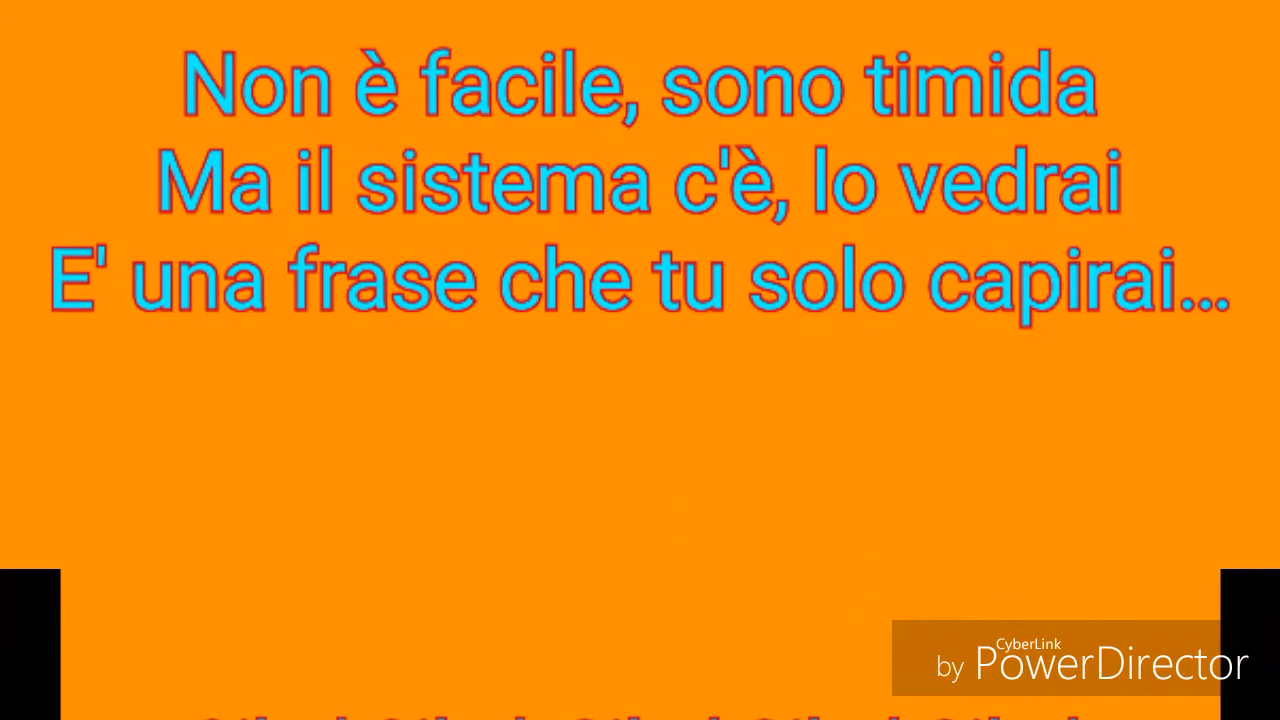 Non è facile, sono timida
Ma il sistema c'è, lo vedrai
E' una frase che tu solo capirai...
CyberLink
by PowerDirector